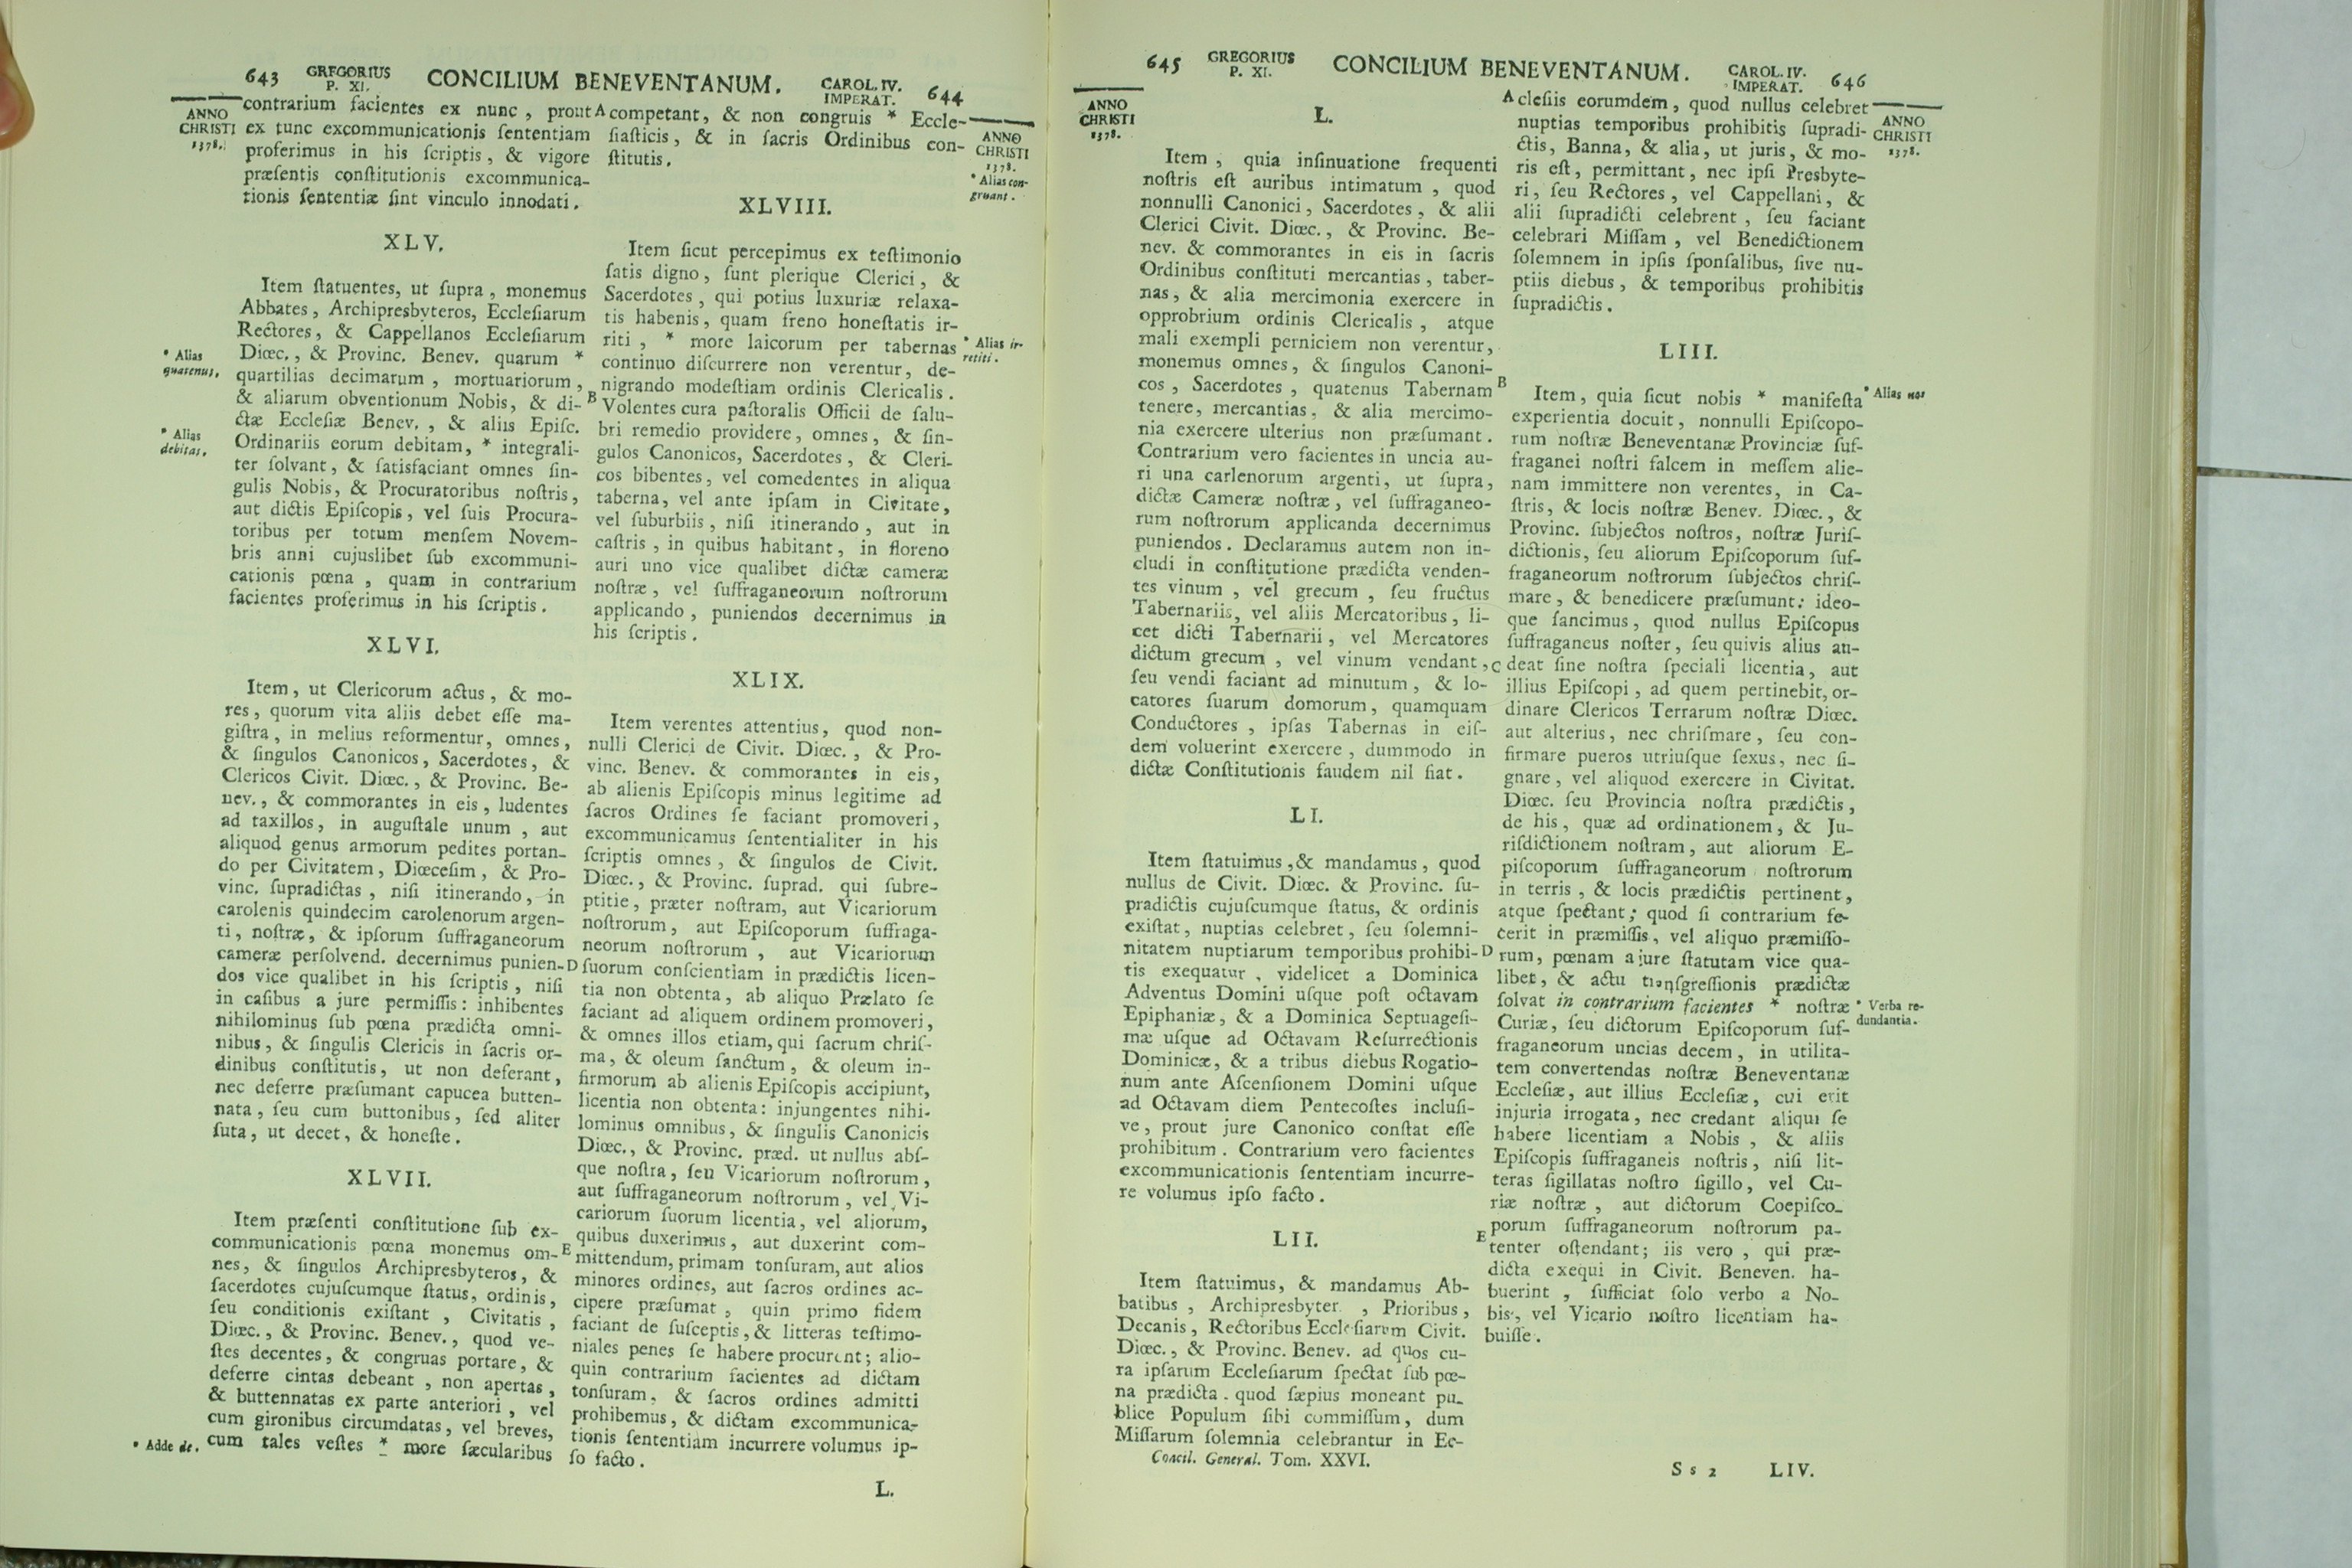 643 GREGORIUS P. XI. CONCILIUM BENEVENTANUM. CAROL. IV. IMPERAT. 644
ANNO CHRISTI 1378.
contrarium facientes ex nunc, prout
ex tunc excommunicationis ſententiam
proferimus in his ſcriptis, & vigore
præſentis conſtitutionis excommunica-
tionis ſententiæ ſint vinculo innodati.
XLV.
Item ſtatuentes, ut ſupra, monemus
Abbates, Archipresbyteros, Eccleſiarum
Rectores, & Cappellanos Eccleſiarum
Diœc., & Provinc. Benev. quarum *
* Alias quatenus.
quartilias decimarum, mortuariorum,
& aliarum obventionum Nobis, & di-
ctæ Eccleſiæ Benev., & aliis Epiſc.
Ordinariis eorum debitam, * integrali-
* Alias debitas.
ter ſolvant, & ſatisfaciant omnes ſin-
gulis Nobis, & Procuratoribus noſtris,
aut dictis Epiſcopis, vel ſuis Procura-
toribus per totum menſem Novem-
bris anni cujuslibet ſub excommuni-
cationis pœna, quam in contrarium
facientes proferimus in his ſcriptis.
XLVI.
Item, ut Clericorum actus, & mo-
res, quorum vita aliis debet eſſe ma-
giſtra, in melius reformentur, omnes,
& ſingulos Canonicos, Sacerdotes, &
Clericos Civit. Diœc., & Provinc. Be-
nev., & commorantes in eis, ludentes
ad taxillos, in auguſtale unum, aut
aliquod genus armorum pedites portan-
do per Civitatem, Diœceſim, & Pro-
vinc. ſupradictas, niſi itinerando, in
carolenis quindecim carolenorum argen-
ti, noſtræ, & ipſorum ſuffraganeorum
cameræ perſolvend. decernimus punien-
dos vice qualibet in his ſcriptis, niſi
in caſibus a jure permiſſis: inhibentes
nihilominus ſub pœna prædicta omni-
nibus, & ſingulis Clericis in ſacris or-
dinibus conſtitutis, ut non deferant,
nec deferre præſumant capucea butten-
nata, ſeu cum buttonibus, ſed aliter
ſuta, ut decet, & honeſte.
XLVII.
Item præſenti conſtitutione ſub ex-
communicationis pœna monemus om-
nes, & ſingulos Archipresbyteros, &
ſacerdotes cujuſcumque ſtatus, ordinis,
ſeu conditionis exiſtant, Civitatis,
Diœc., & Provinc. Benev., quod ve-
ſtes decentes, & congruas portare, &
deferre cintas debeant, non apertas,
& buttennatas ex parte anteriori, vel
cum gironibus circumdatas, vel breves,
cum tales veſtes * more ſæcularibus
* Adde de.
A competant, & non congruis * Eccle-
ſiaſticis, & in ſacris Ordinibus con-
ſtitutis.
ANNO CHRISTI 1378.
* Alias congruant.
XLVIII.
Item ſicut percepimus ex teſtimonio
ſatis digno, ſunt plerique Clerici, &
Sacerdotes, qui potius luxuriæ relaxa-
tis habenis, quam freno honeſtatis ir-
riti, * more laicorum per tabernas
* Alias irretiti.
continuo diſcurrere non verentur, de-
nigrando modeſtiam ordinis Clericalis.
B Volentes cura paſtoralis Officii de ſalu-
bri remedio providere, omnes, & ſin-
gulos Canonicos, Sacerdotes, & Cleri-
cos bibentes, vel comedentes in aliqua
taberna, vel ante ipſam in Civitate,
vel ſuburbiis, niſi itinerando, aut in
caſtris, in quibus habitant, in floreno
auri uno vice qualibet dictæ cameræ
noſtræ, vel ſuffraganeorum noſtrorum
applicando, puniendos decernimus in
his ſcriptis.
XLIX.
Item verentes attentius, quod non-
nulli Clerici de Civit. Diœc., & Pro-
vinc. Benev. & commorantes in eis,
ab alienis Epiſcopis minus legitime ad
ſacros Ordines ſe faciant promoveri,
excommunicamus ſententialiter in his
ſcriptis omnes, & ſingulos de Civit.
Diœc., & Provinc. ſuprad. qui ſubre-
ptitie, præter noſtram, aut Vicariorum
noſtrorum, aut Epiſcoporum ſuffraga-
neorum noſtrorum, aut Vicariorum
D ſuorum conſcientiam in prædictis licen-
tia non obtenta, ab aliquo Prælato ſe
faciant ad aliquem ordinem promoveri,
& omnes illos etiam, qui ſacrum chriſ-
ma, & oleum ſanctum, & oleum in-
firmorum ab alienis Epiſcopis accipiunt,
licentia non obtenta: injungentes nihi-
lominus omnibus, & ſingulis Canonicis
Diœc., & Provinc. præd. ut nullus abſ-
que noſtra, ſeu Vicariorum noſtrorum,
aut ſuffraganeorum noſtrorum, vel Vi-
cariorum ſuorum licentia, vel aliorum,
quibus duxerimus, aut duxerint com-
E mittendum, primam tonſuram, aut alios
minores ordines, aut ſacros ordines ac-
cipere præſumat, quin primo fidem
faciant de ſuſceptis, & litteras teſtimo-
niales penes ſe habere procurent; alio-
quin contrarium facientes ad dictam
tonſuram, & ſacros ordines admitti
prohibemus, & dictam excommunica-
tionis ſententiam incurrere volumus ip-
ſo facto.
L.
645 GREGORIUS P. XI. CONCILIUM BENEVENTANUM. CAROL. IV. IMPERAT. 646
ANNO CHRISTI 1378.
L.
Item, quia inſinuatione frequenti
noſtris eſt auribus intimatum, quod
nonnulli Canonici, Sacerdotes, & alii
Clerici Civit. Diœc., & Provinc. Be-
nev. & commorantes in eis in ſacris
Ordinibus conſtituti mercantias, taber-
nas, & alia mercimonia exercere in
opprobrium ordinis Clericalis, atque
mali exempli perniciem non verentur,
monemus omnes, & ſingulos Canoni-
cos, Sacerdotes, quatenus Tabernam
tenere, mercantias, & alia mercimo-
nia exercere ulterius non præſumant.
Contrarium vero facientes in uncia au-
ri una carlenorum argenti, ut ſupra,
dictæ Cameræ noſtræ, vel ſuffraganeo-
rum noſtrorum applicanda decernimus
puniendos. Declaramus autem non in-
cludi in conſtitutione prædicta venden-
tes vinum, vel grecum, ſeu fructus
Tabernariis, vel aliis Mercatoribus, li-
cet dicti Tabernarii, vel Mercatores
dictum grecum, vel vinum vendant,
ſeu vendi faciant ad minutum, & lo-
catores ſuarum domorum, quamquam
Conductores, ipſas Tabernas in eiſ-
dem voluerint exercere, dummodo in
dictæ Conſtitutionis faudem nil fiat.
LI.
Item ſtatuimus, & mandamus, quod
nullus de Civit. Diœc. & Provinc. ſu-
pradictis cujuſcumque ſtatus, & ordinis
exiſtat, nuptias celebret, ſeu ſolemni-
nitatem nuptiarum temporibus prohibi-
tis exequatur, videlicet a Dominica
Adventus Domini uſque poſt octavam
Epiphaniæ, & a Dominica Septuageſi-
mæ uſque ad Octavam Reſurrectionis
Dominicæ, & a tribus diebus Rogatio-
num ante Aſcenſionem Domini uſque
ad Octavam diem Pentecoſtes incluſi-
ve, prout jure Canonico conſtat eſſe
prohibitum. Contrarium vero facientes
excommunicationis ſententiam incurre-
re volumus ipſo facto.
LII.
Item ſtatuimus, & mandamus Ab-
batibus, Archipresbyter , Prioribus,
Decanis, Rectoribus Eccleſiarum Civit.
Diœc., & Provinc. Benev. ad quos cu-
ra ipſarum Eccleſiarum ſpectat ſub pœ-
na prædicta. quod ſæpius moneant pu-
blice Populum ſibi commiſſum, dum
Miſſarum ſolemnia celebrantur in Ec-
Concil. General. Tom. XXVI.
A cleſiis eorumdem, quod nullus celebret
nuptias temporibus prohibitis ſupradi-
ctis, Banna, & alia, ut juris, & mo-
ris eſt, permittant, nec ipſi Presbyte-
ri, ſeu Rectores, vel Cappellani, &
alii ſupradicti celebrent, ſeu faciant
celebrari Miſſam, vel Benedictionem
ſolemnem in ipſis ſponſalibus, ſive nu-
ptiis diebus, & temporibus prohibitis
ſupradictis.
ANNO CHRISTI 1378.
LIII.
Item, quia ſicut nobis * manifeſta
* Alias nos
B
experientia docuit, nonnulli Epiſcopo-
rum noſtræ Beneventanæ Provinciæ ſuf-
fraganei noſtri falcem in meſſem alie-
nam immittere non verentes, in Ca-
ſtris, & locis noſtræ Benev. Diœc., &
Provinc. ſubjectos noſtros, noſtræ Juriſ-
dictionis, ſeu aliorum Epiſcoporum ſuf-
fraganeorum noſtrorum ſubjectos chriſ-
mare, & benedicere præſumunt: ideo-
que ſancimus, quod nullus Epiſcopus
ſuffraganeus noſter, ſeu quivis alius au-
C deat ſine noſtra ſpeciali licentia, aut
illius Epiſcopi, ad quem pertinebit, or-
dinare Clericos Terrarum noſtræ Diœc.
aut alterius, nec chriſmare, ſeu con-
firmare pueros utriuſque ſexus, nec ſi-
gnare, vel aliquod exercere in Civitat.
Diœc. ſeu Provincia noſtra prædictis,
de his, quæ ad ordinationem, & Ju-
riſdictionem noſtram, aut aliorum E-
piſcoporum ſuffraganeorum noſtrorum
in terris, & locis prædictis pertinent,
atque ſpectant; quod ſi contrarium fe-
cerit in præmiſſis, vel aliquo præmiſſo-
D rum, pœnam a jure ſtatutam vice qua-
libet, & actu tranſgreſſionis prædictæ
ſolvat in contrarium facientes * noſtræ
* Verba redundantia.
Curiæ, ſeu dictorum Epiſcoporum ſuf-
fraganeorum uncias decem, in utilita-
tem convertendas noſtræ Beneventanæ
Eccleſiæ, aut illius Eccleſiæ, cui erit
injuria irrogata, nec credant aliqui ſe
habere licentiam a Nobis, & aliis
Epiſcopis ſuffraganeis noſtris, niſi lit-
teras ſigillatas noſtro ſigillo, vel Cu-
riæ noſtræ, aut dictorum Coepiſco-
porum ſuffraganeorum noſtrorum pa-
E tenter oſtendant; iis vero, qui præ-
dicta exequi in Civit. Beneven. ha-
buerint, ſufficiat ſolo verbo a No-
bis, vel Vicario noſtro licentiam ha-
buiſſe.
Ss 2 LIV.